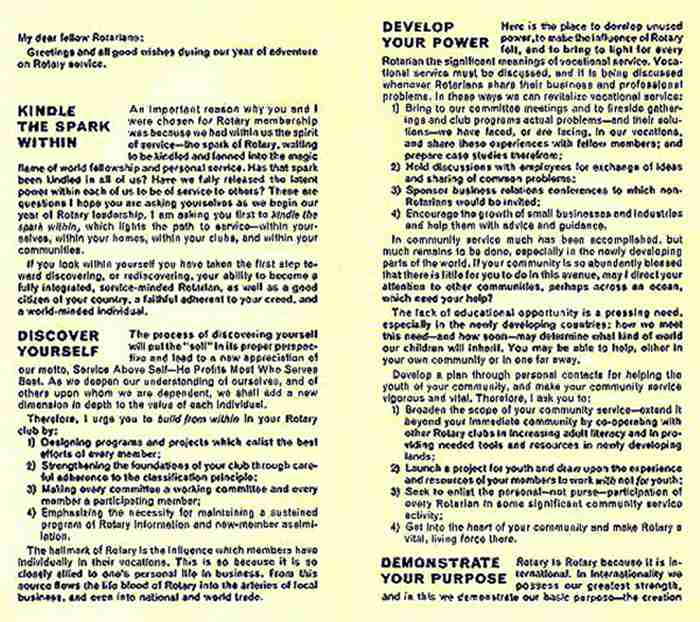 My dear fellow Rotarians:
Greetings and all good wishes during our year of adventure
on Rotary service.
KINDLE
THE SPARK
WITHIN
An important reason why you and I
were chosen for Rotary membership
was because we had within us the spirit
of service—the spark of Rotary, waiting
to be kindled and fanned into the magic
flame of world fellowship and personal service. Has that spark
been kindled in all of us? Have we fully released the latent
power within each of us to be of service to others? These are
questions I hope you are asking yourselves as we begin our
year of Rotary leadership. I am asking you first to kindle the
spark within, which lights the path to service—within your-
selves, within your homes, within your clubs, and within your
communities.
If you look within yourself you have taken the first step to-
ward discovering, or rediscovering, your ability to become a
fully integrated, service-minded Rotarian, as well as a good
citizen of your country, a faithful adherent to your creed, and
a world-minded individual.
DISCOVER
YOURSELF
The process of discovering yourself
will put the "self" in its proper perspec-
tive and lead to a new appreciation of
our motto, Service Above Self—He Profits Most Who Serves
Best. As we deepen our understanding of ourselves, and of
others upon whom we are dependent, we shall add a new
dimension in depth to the value of each individual.
Therefore, I urge you to build from within in your Rotary
club by:
1) Designing programs and projects which enlist the best
efforts of every member;
2) Strengthening the foundations of your club through care-
ful adherence to the classification principle;
3) Making every committee a working committee and every
member a participating member;
4) Emphasizing the necessity for maintaining a sustained
program of Rotary information and new-member assimi-
lation.
The hallmark of Rotary is the influence which members have
individually in their vocations. This is so because it is so
closely allied to one's personal life in business. From this
source flows the life blood of Rotary into the arteries of local
business, and even into national and world trade.
DEVELOP
YOUR POWER
Here is the place to develop unused
power, to make the influence of Rotary
felt, and to bring to light for every
Rotarian the significant meanings of vocational service. Voca-
tional service must be discussed, and it is being discussed
whenever Rotarians share their business and professional
problems. In these ways we can revitalize vocational service:
1) Bring to our committee meetings and to fireside gather-
ings and club programs actual problems—and their solu-
tions—we have faced, or are facing, in our vocations,
and share these experiences with fellow members; and
prepare case studies therefrom;
2) Hold discussions with employees for exchange of ideas
and sharing of common problems;
3) Sponsor business relations conferences to which non-
Rotarians would be invited;
4) Encourage the growth of small businesses and industries
and help them with advice and guidance.
In community service much has been accomplished, but
much remains to be done, especially in the newly developing
parts of the world. If your community is so abundantly blessed
that there is little for you to do in this avenue, may I direct your
attention to other communities, perhaps across an ocean,
which need your help?
The lack of educational opportunity is a pressing need,
especially in the newly developing countries; how we meet
this need—and how soon—may determine what kind of world
our children will inherit. You may be able to help, either in
your own community or in one far away.
Develop a plan through personal contacts for helping the
youth of your community, and make your community service
vigorous and vital. Therefore, I ask you to:
1) Broaden the scope of your community service—extend it
beyond your immediate community by co-operating with
other Rotary clubs in increasing adult literacy and in pro-
viding needed tools and resources in newly developing
lands;
2) Launch a project for youth and draw upon the experience
and resources of your members to work with not for youth;
3) Seek to enlist the personal—not purse—participation of
every Rotarian in some significant community service
activity;
4) Get into the heart of your community and make Rotary a
vital, living force there.
DEMONSTRATE
YOUR PURPOSE
Rotary is Rotary because it is in-
ternational. In internationality we
possess our greatest strength,
and in this we demonstrate our basic purpose—the creation